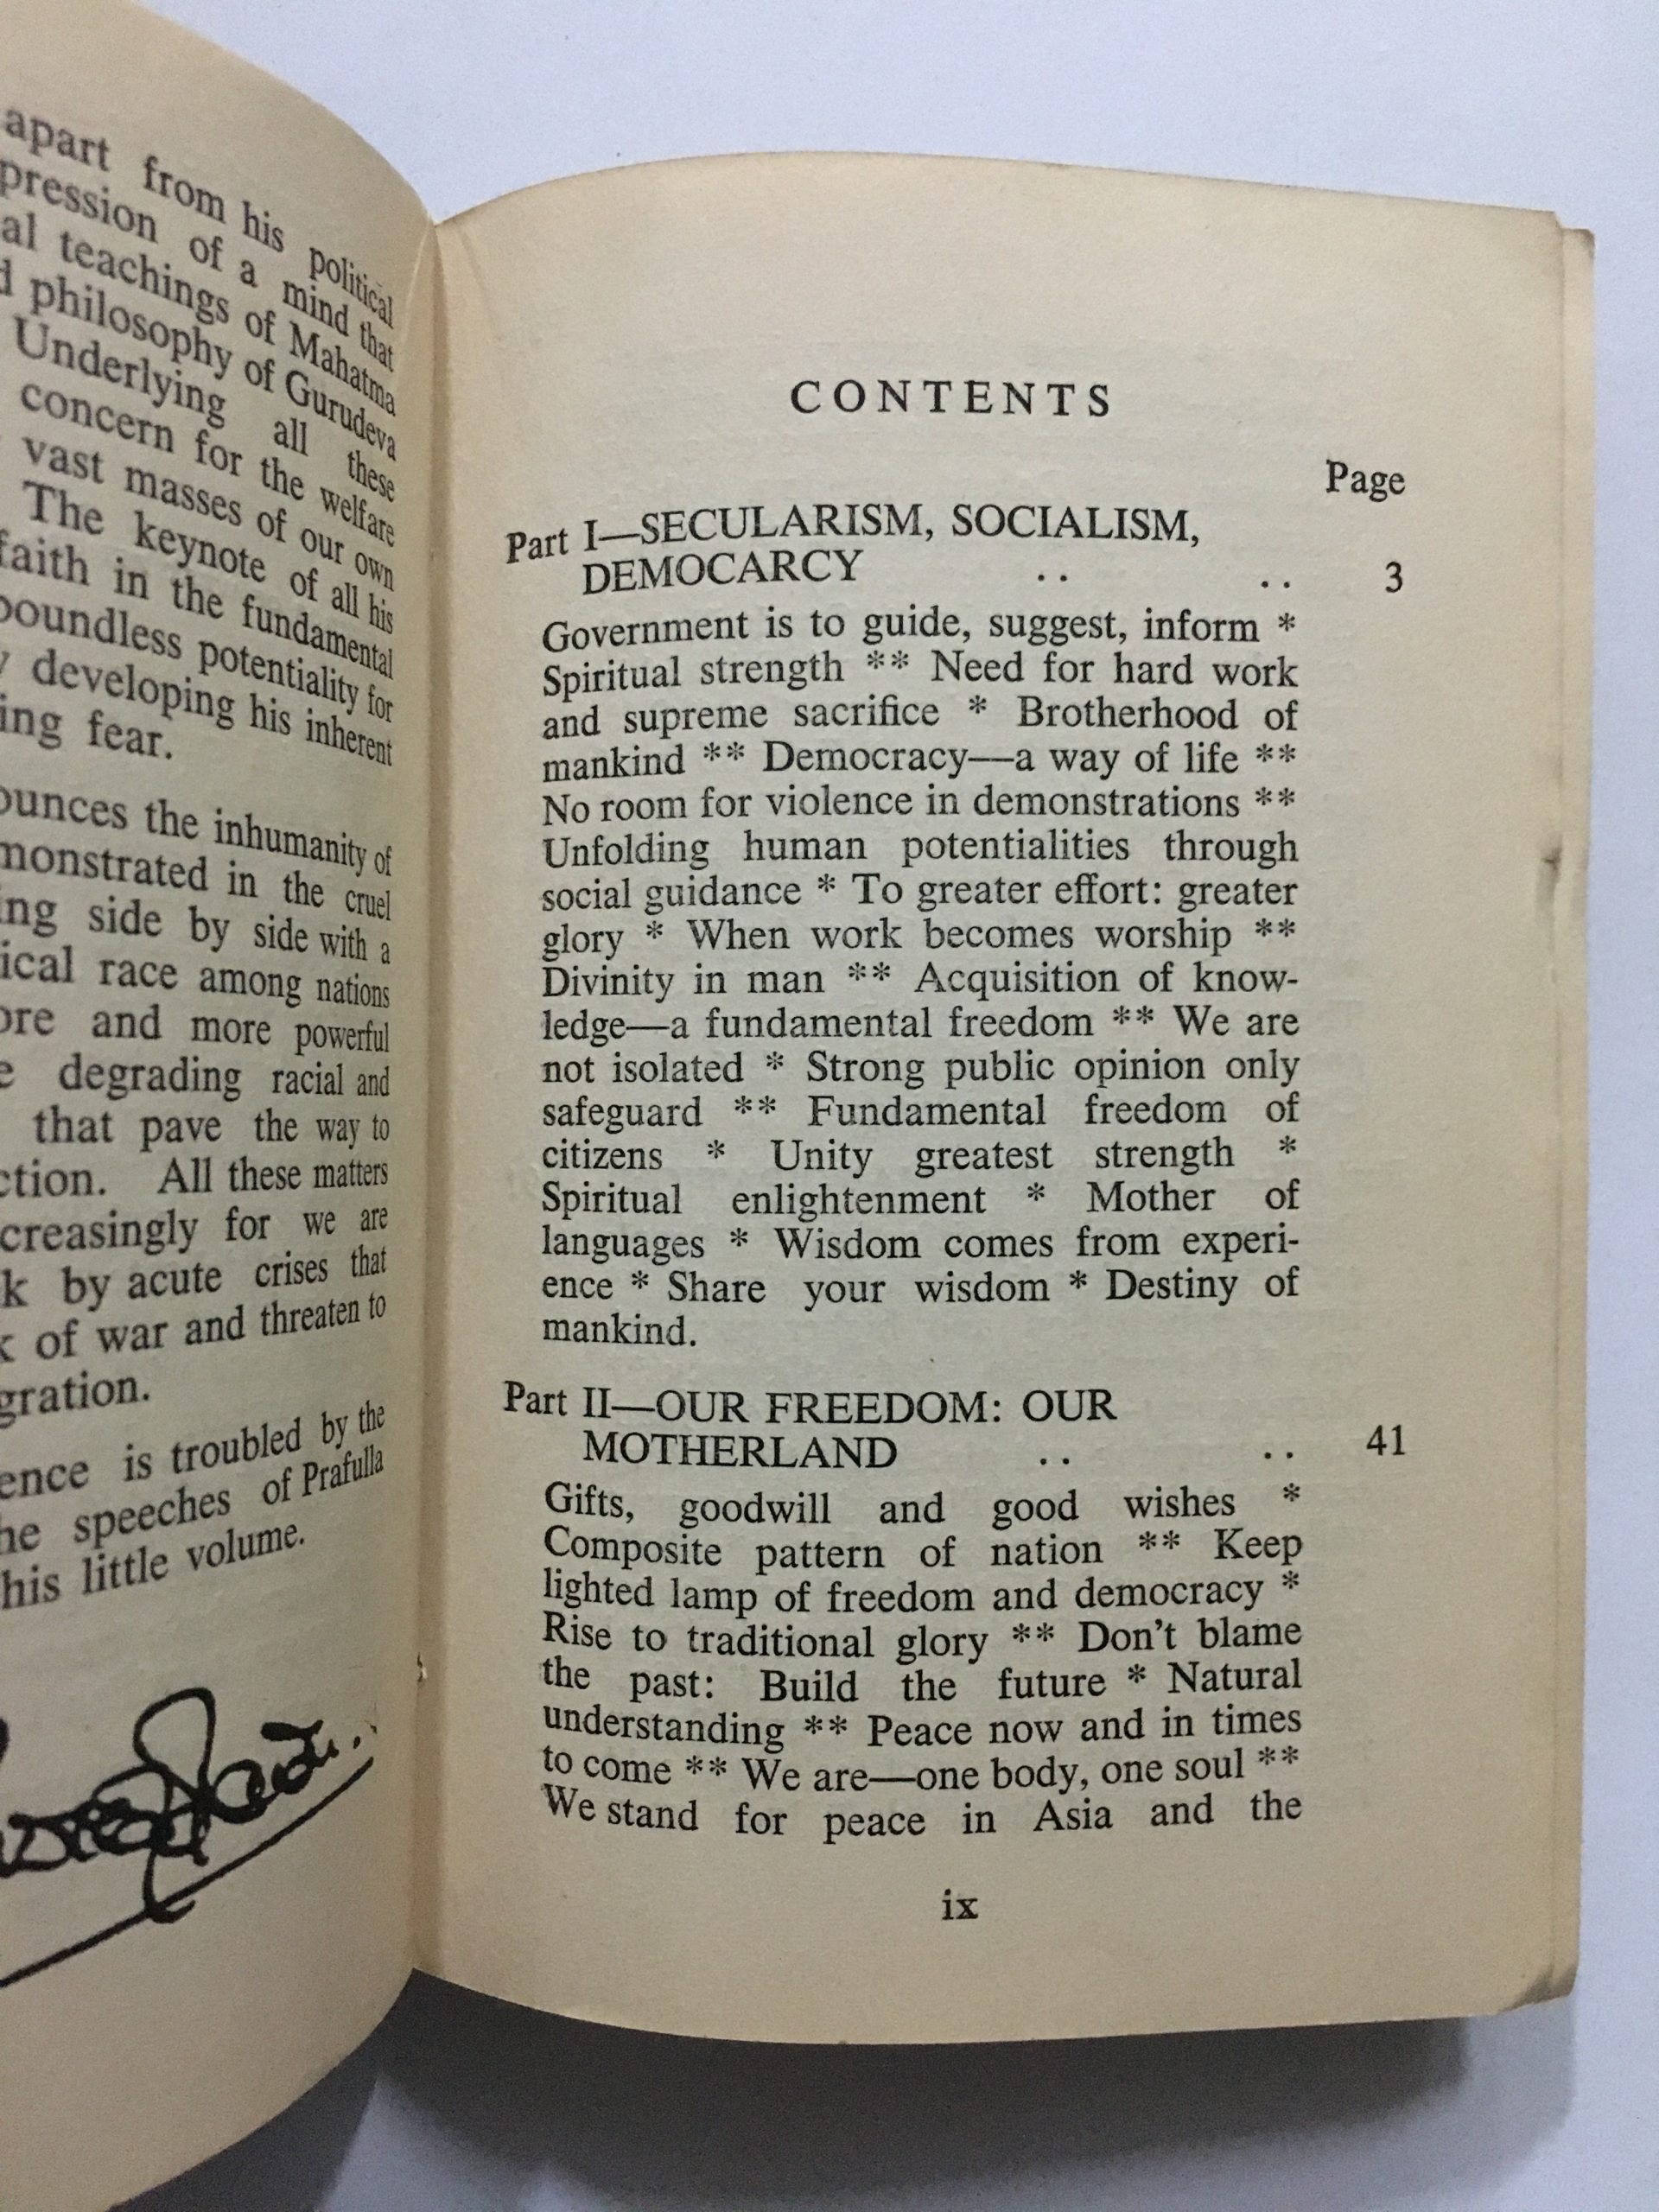 apart from his political
pression of a mind that
al teachings of Mahatma
d philosophy of Gurudeva
Underlying all these
concern for the welfare
vast masses of our own
The keynote of all his
faith in the fundamental
boundless potentiality for
y developing his inherent
ing fear.
ounces the inhumanity of
monstrated in the cruel
ing side by side with a
ical race among nations
ore and more powerful
e degrading racial and
that pave the way to
ction. All these matters
creasingly for we are
k by acute crises that
k of war and threaten to
gration.
ence is troubled by the
he speeches of Prafulla
his little volume.
CONTENTS
Page
Part I—SECULARISM, SOCIALISM,
DEMOCARCY .. .. 3
Government is to guide, suggest, inform *
Spiritual strength ** Need for hard work
and supreme sacrifice * Brotherhood of
mankind ** Democracy—a way of life **
No room for violence in demonstrations **
Unfolding human potentialities through
social guidance * To greater effort: greater
glory * When work becomes worship **
Divinity in man ** Acquisition of know-
ledge—a fundamental freedom ** We are
not isolated * Strong public opinion only
safeguard ** Fundamental freedom of
citizens * Unity greatest strength *
Spiritual enlightenment * Mother of
languages * Wisdom comes from experi-
ence * Share your wisdom * Destiny of
mankind.
Part II—OUR FREEDOM: OUR
MOTHERLAND .. .. 41
Gifts, goodwill and good wishes *
Composite pattern of nation ** Keep
lighted lamp of freedom and democracy *
Rise to traditional glory ** Don't blame
the past: Build the future * Natural
understanding ** Peace now and in times
to come ** We are—one body, one soul **
We stand for peace in Asia and the
ix